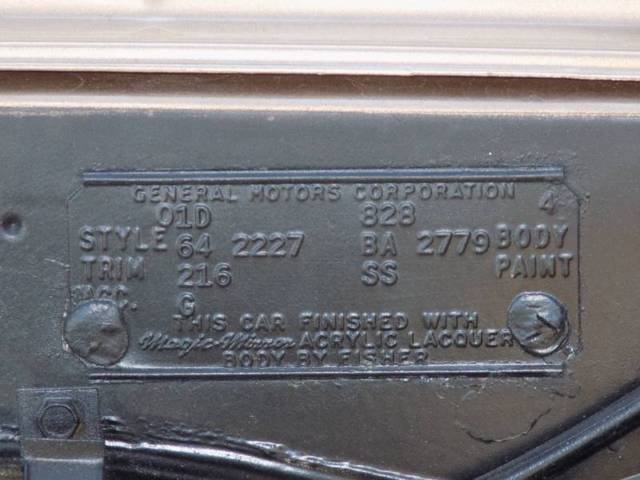 GENERAL MOTORS CORPORATION 4
01D 828
STYLE 64 2227 BA 2779 BODY
TRIM 216 SS PAINT
ACC. G
THIS CAR FINISHED WITH
Magic-Mirror ACRYLIC LACQUER
BODY BY FISHER